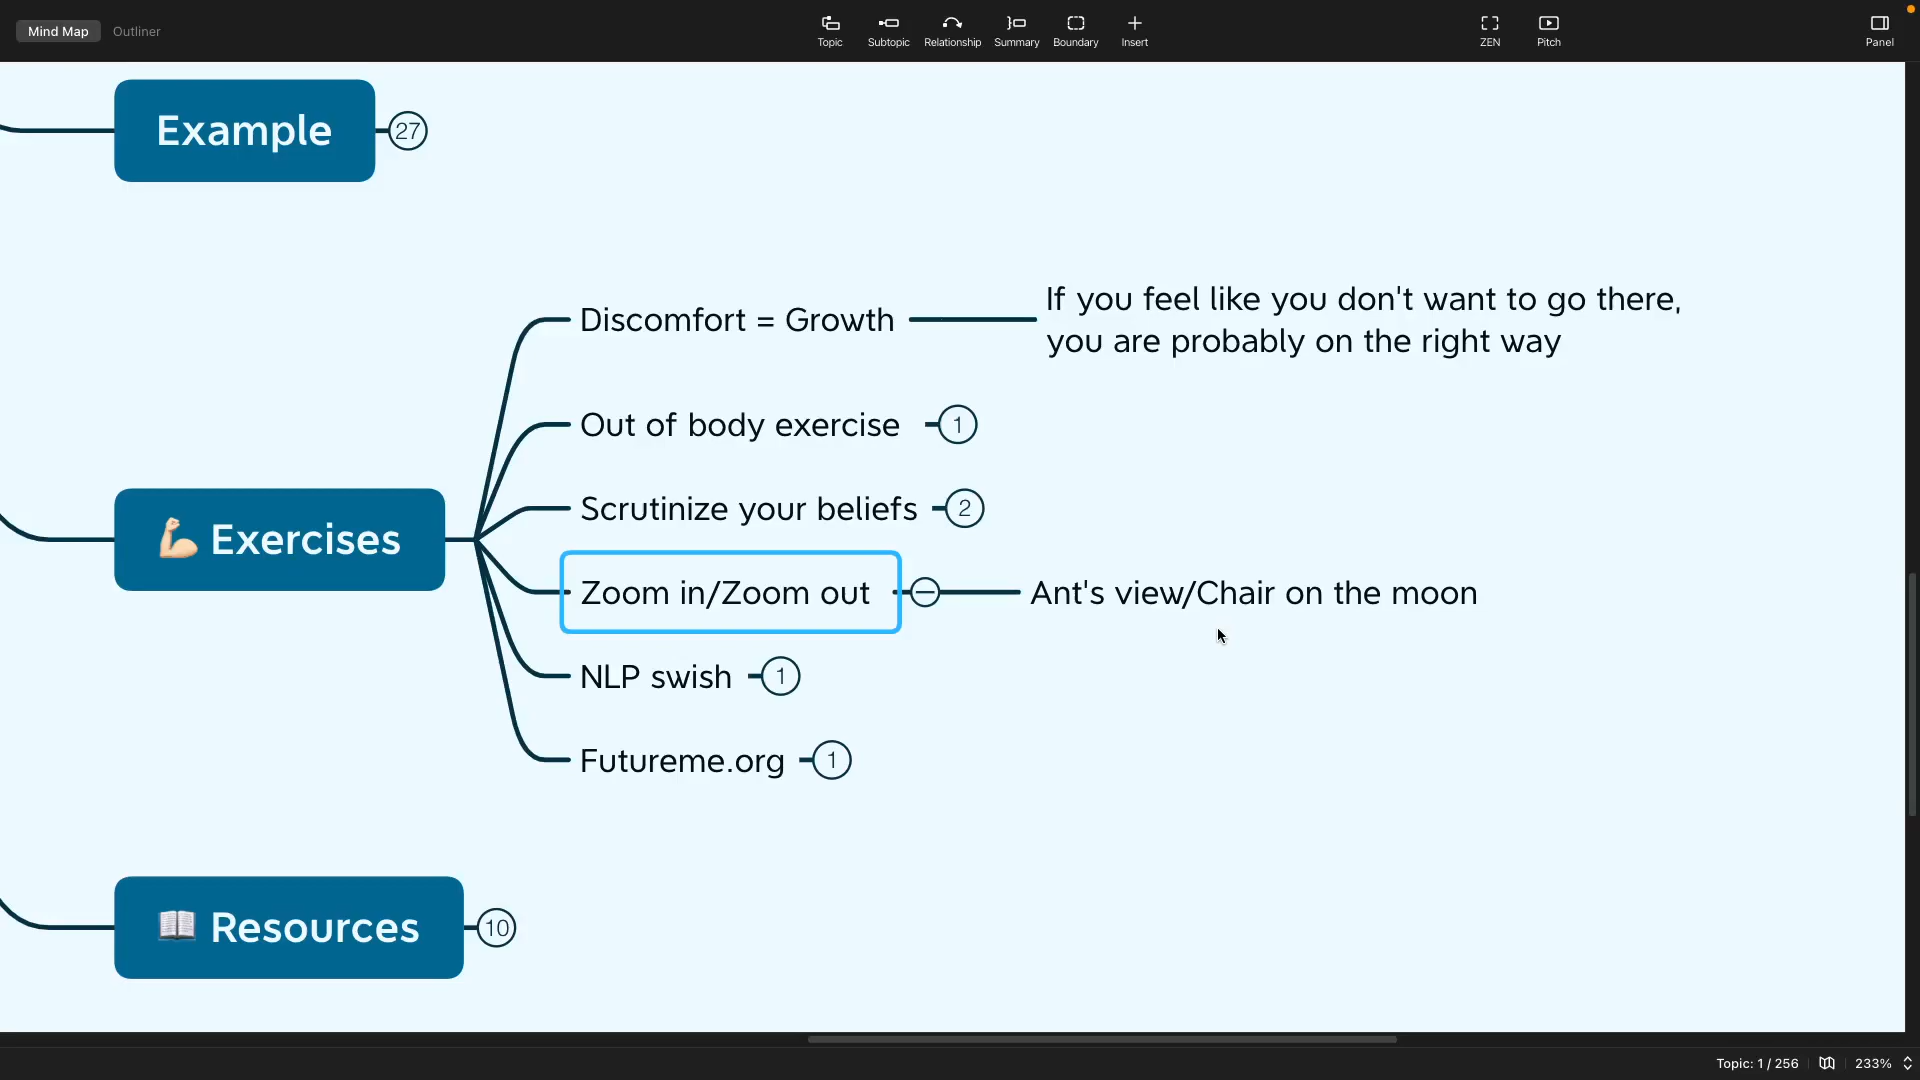 Mind Map
Outliner
Topic
Subtopic
Relationship
Summary
Boundary
Insert
ZEN
Pitch
Panel
Example
27
Discomfort = Growth
If you feel like you don't want to go there,
you are probably on the right way
Out of body exercise
1
Scrutinize your beliefs
2
Exercises
Zoom in/Zoom out
Ant's view/Chair on the moon
NLP swish
1
Futureme.org
1
Resources
10
Topic: 1 / 256
233%